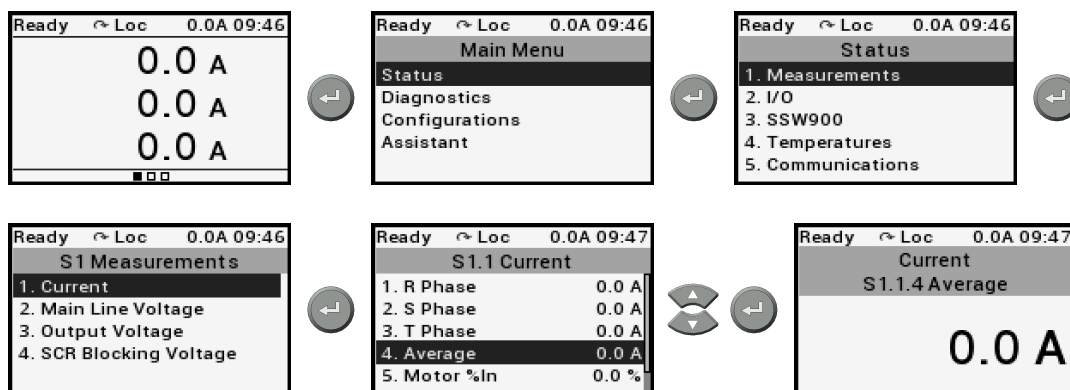 Ready Loc 0.0A 09:46
0.0 A
0.0 A
0.0 A
Ready Loc 0.0A 09:46
Main Menu
Status
Diagnostics
Configurations
Assistant
Ready Loc 0.0A 09:46
Status
1. Measurements
2. I/O
3. SSW900
4. Temperatures
5. Communications
Ready Loc 0.0A 09:46
S1 Measurements
1. Current
2. Main Line Voltage
3. Output Voltage
4. SCR Blocking Voltage
Ready Loc 0.0A 09:47
S1.1 Current
1. R Phase 0.0 A
2. S Phase 0.0 A
3. T Phase 0.0 A
4. Average 0.0 A
5. Motor %In 0.0 %
Ready Loc 0.0A 09:47
Current
S1.1.4 Average
0.0 A